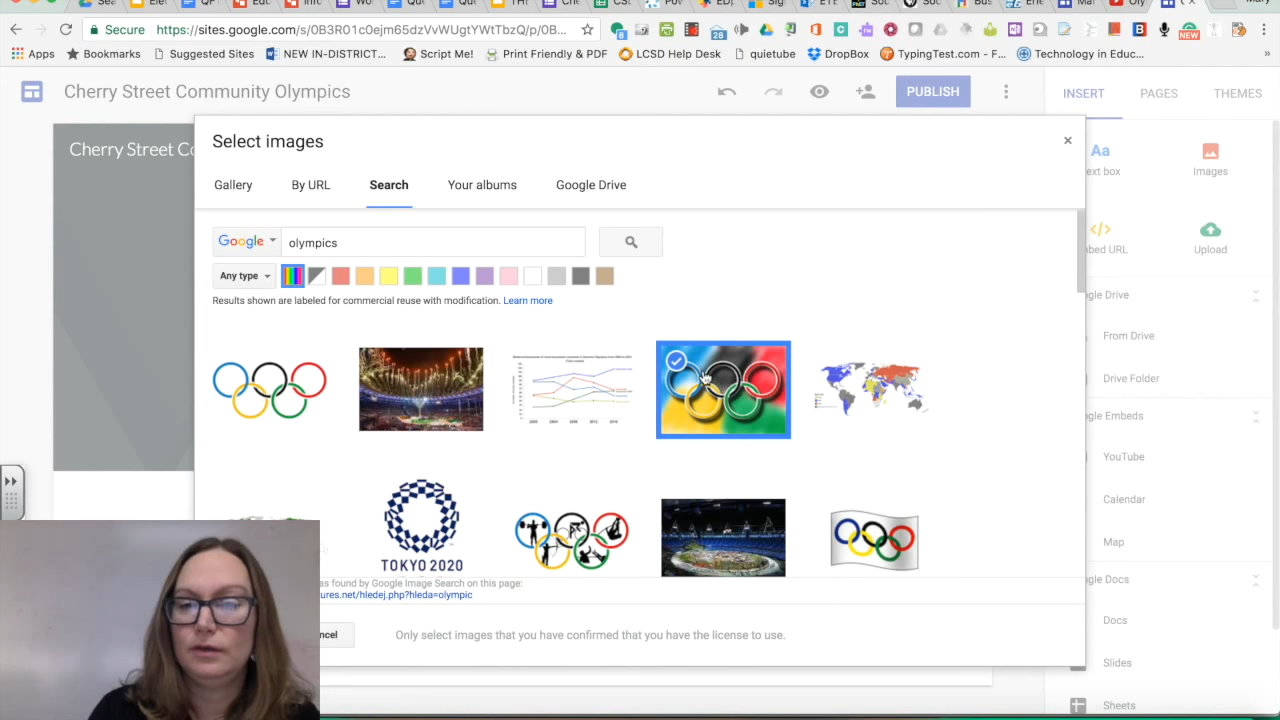 Secure
https://sites.google.com/s/0B3R01c0ejm65dzVvWUgtYWtTbzQ/p/0B...
28
NEW
Apps
Bookmarks
Suggested Sites
NEW IN-DISTRICT...
Script Me!
Print Friendly & PDF
LCSD Help Desk
quietube
DropBox
TypingTest.com - F...
Technology in Educ...
»
Cherry Street Community Olympics
PUBLISH
INSERT
PAGES
THEMES
Cherry Street Co
Select images
×
Gallery
By URL
Search
Your albums
Google Drive
Google
olympics
Any type
Results shown are labeled for commercial reuse with modification. Learn more
TOKYO 2020
as found by Google Image Search on this page:
ures.net/hledej.php?hleda=olympic
ncel
Only select images that you have confirmed that you have the license to use.
Aa
ext box
Images
bed URL
Upload
gle Drive
From Drive
Drive Folder
gle Embeds
YouTube
Calendar
Map
gle Docs
Docs
Slides
Sheets